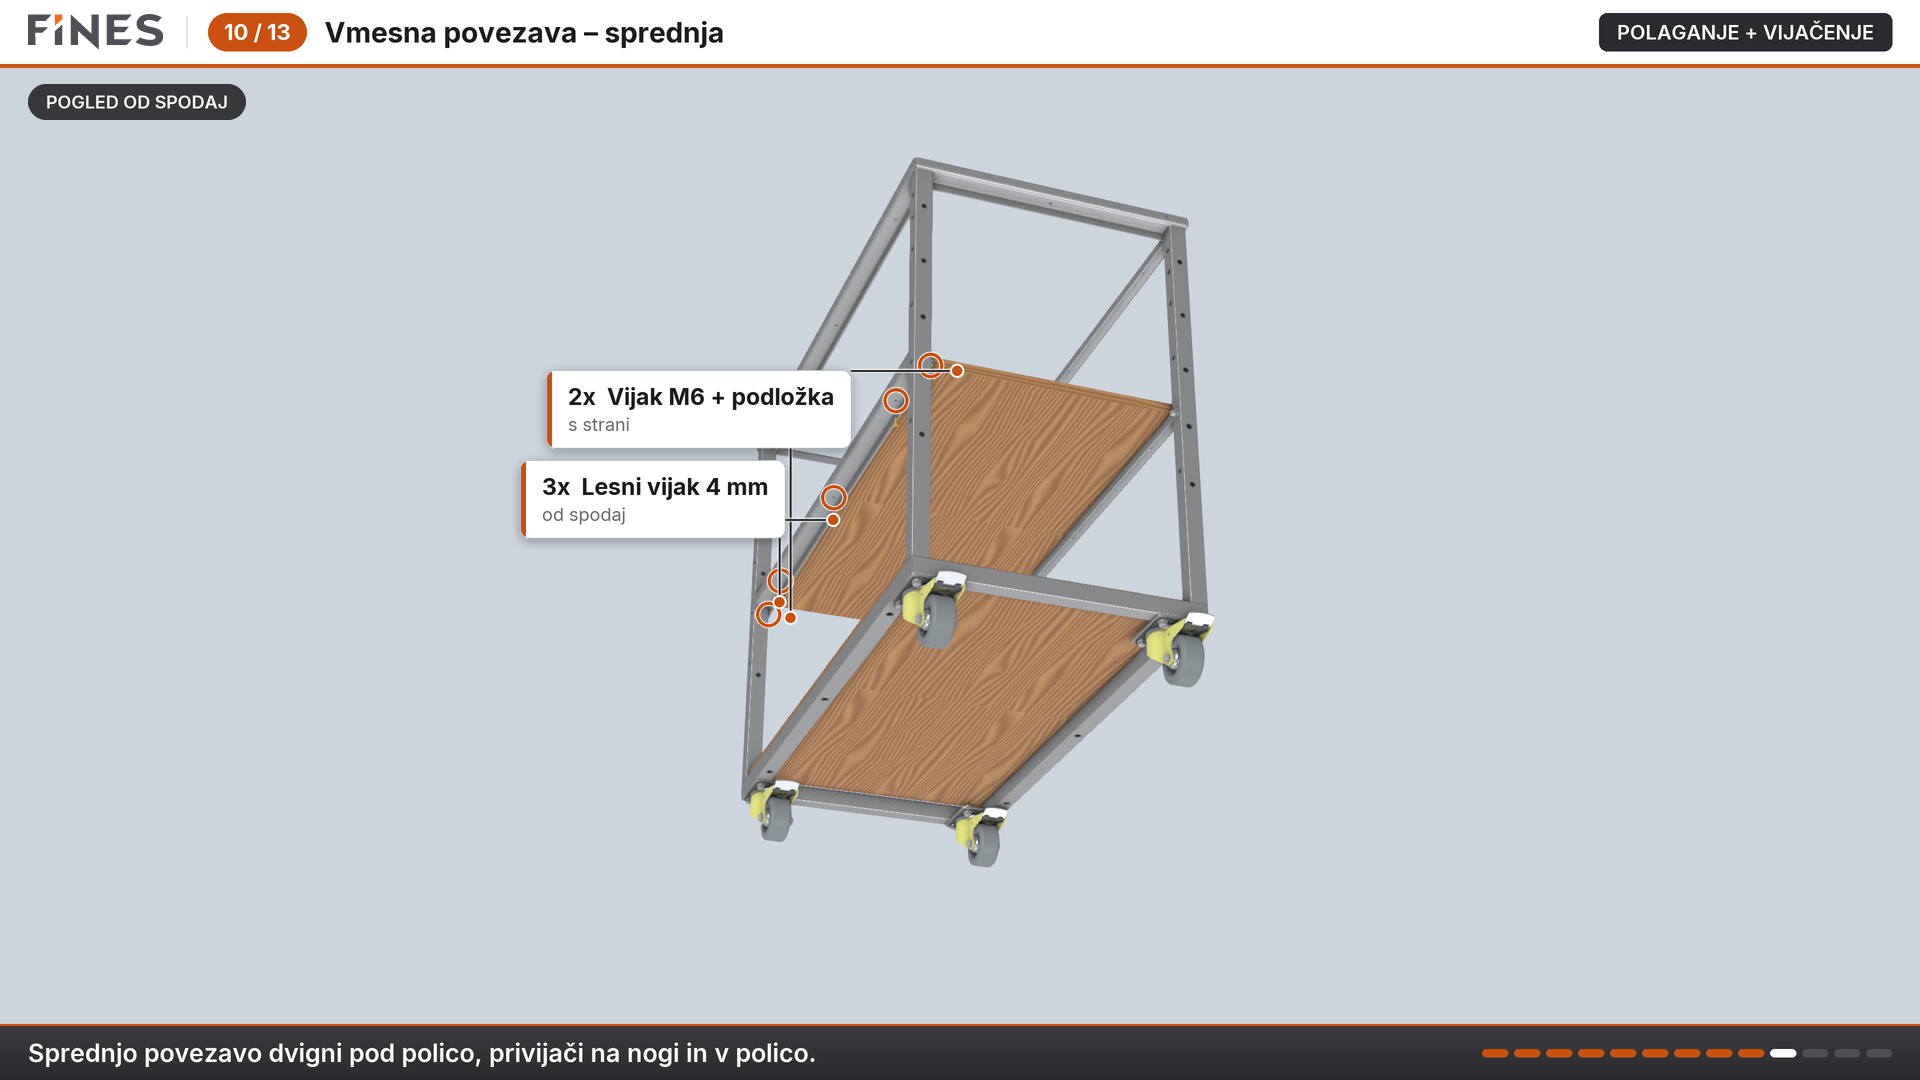 FINES
10 / 13
Vmesna povezava – sprednja
POLAGANJE + VIJAČENJE
POGLED OD SPODAJ
2x Vijak M6 + podložka
s strani
3x Lesni vijak 4 mm
od spodaj
Sprednjo povezavo dvigni pod polico, privijači na nogi in v polico.